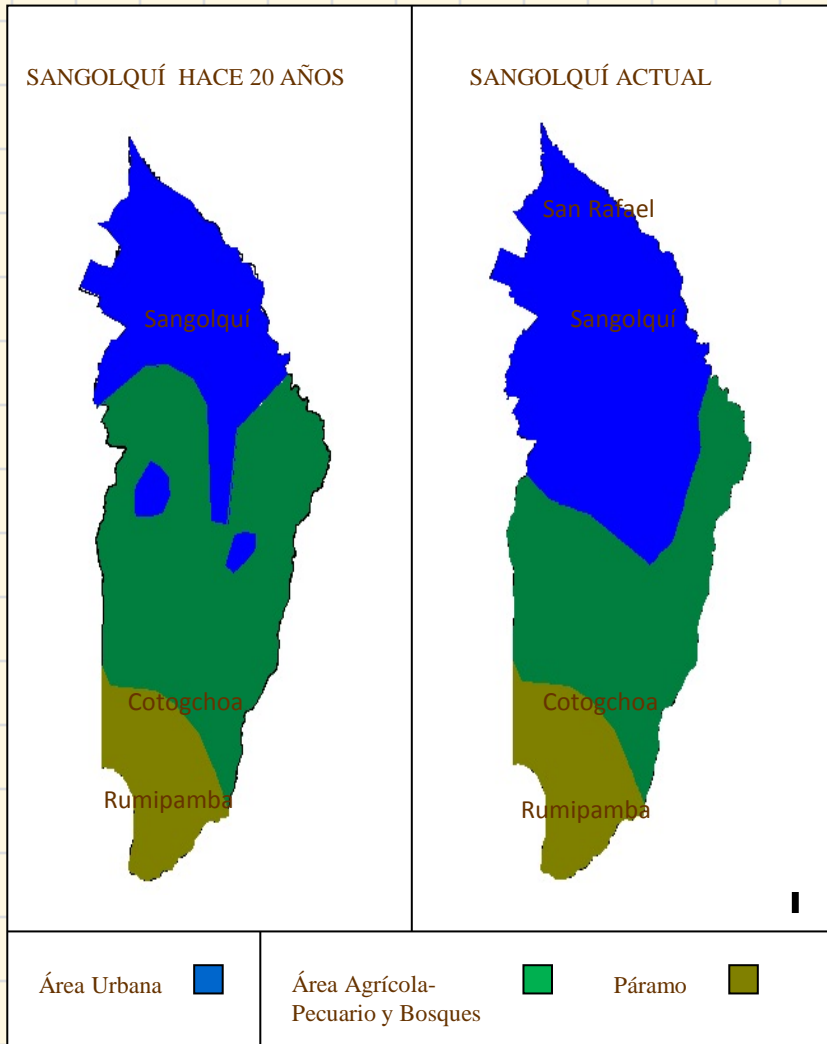 SANGOLQUÍ HACE 20 AÑOS
Sangolquí
Cotogchoa
Rumipamba
SANGOLQUÍ ACTUAL
San Rafael
Sangolquí
Cotogchoa
Rumipamba
Área Urbana
Área Agrícola-
Pecuario y Bosques
Páramo